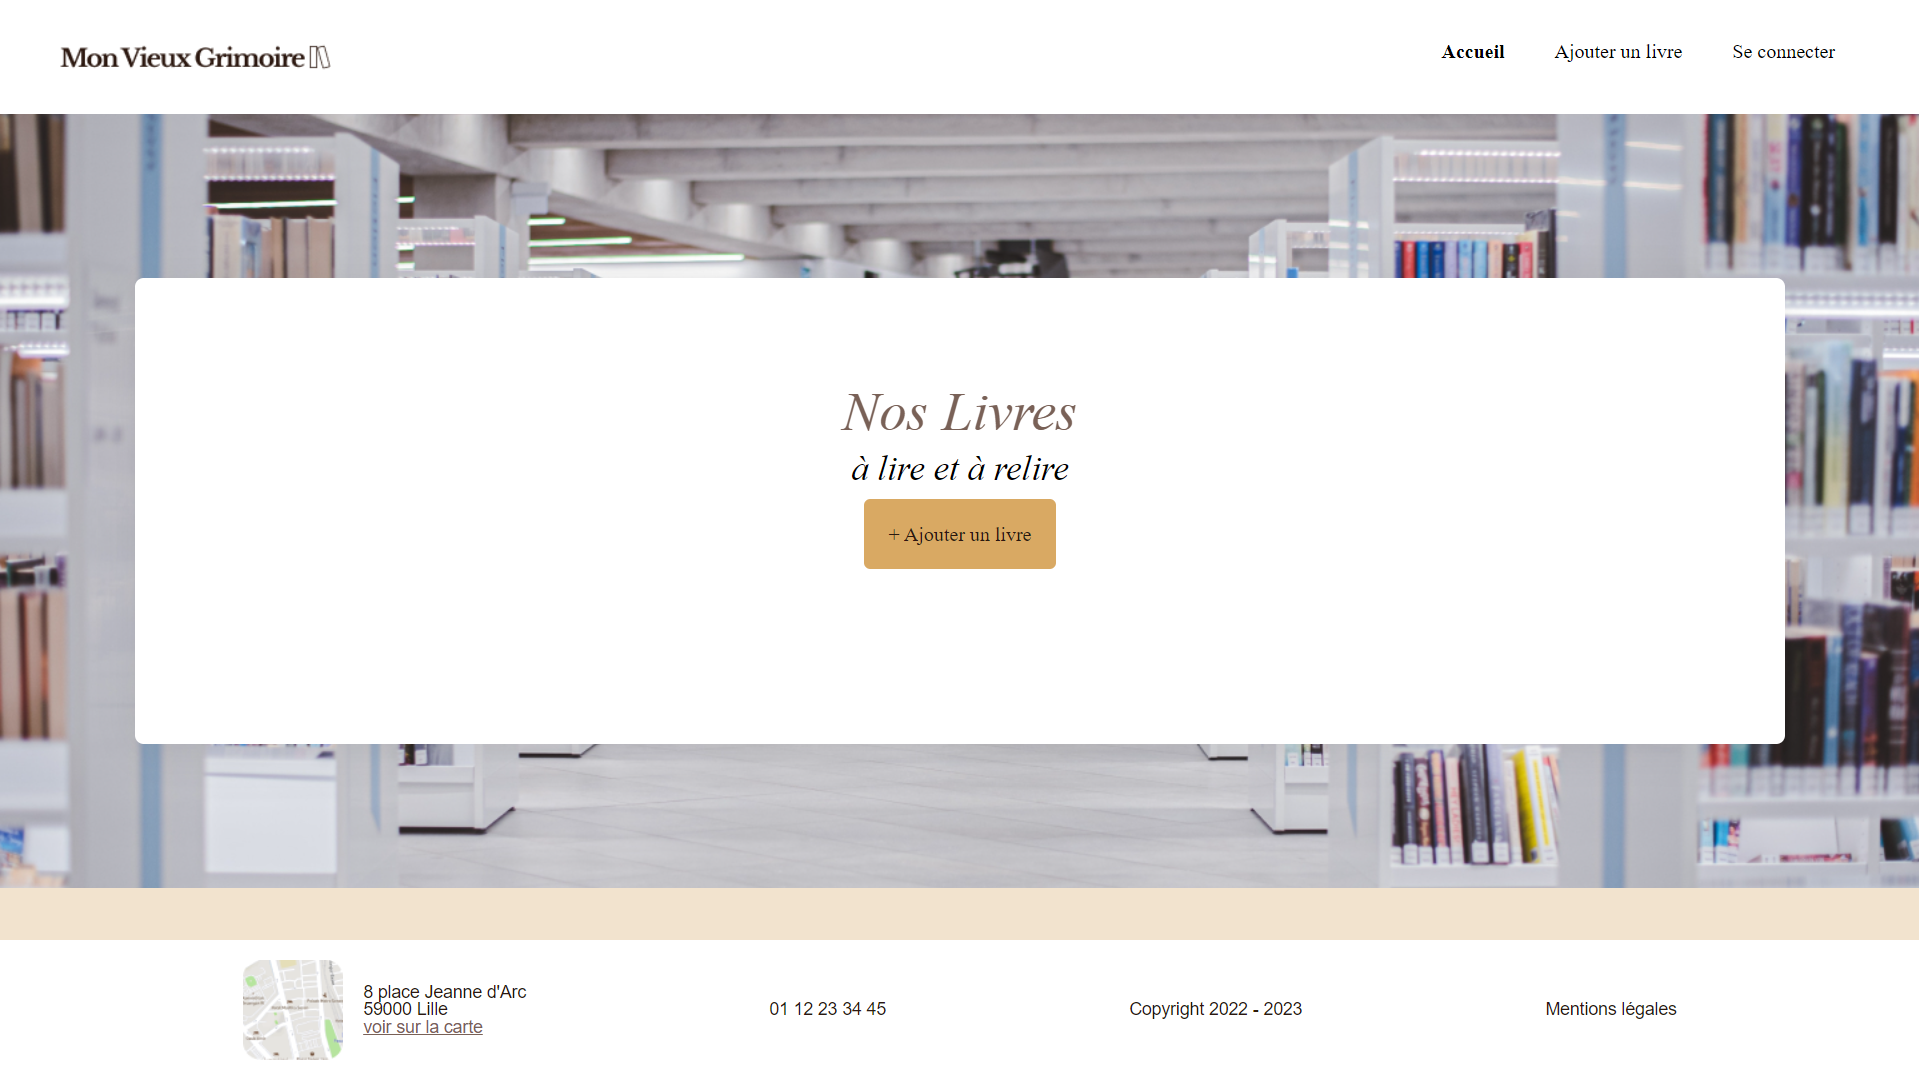 Mon Vieux Grimoire
Accueil
Ajouter un livre
Se connecter
Nos Livres
à lire et à relire
+ Ajouter un livre
8 place Jeanne d'Arc
59000 Lille
voir sur la carte
01 12 23 34 45
Copyright 2022 - 2023
Mentions légales